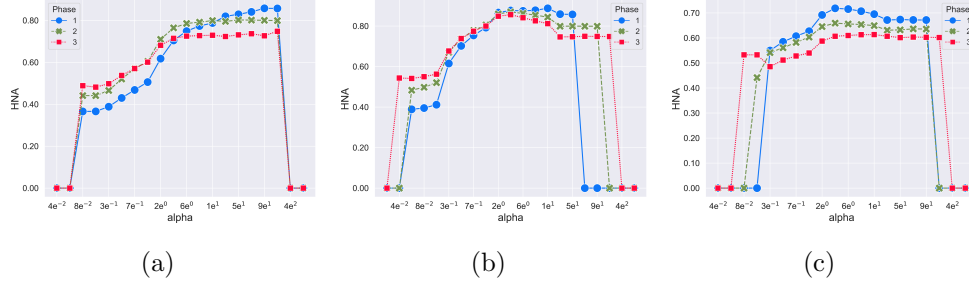 Phase
1
2
3
0.80
0.60
0.40
0.20
0.00
HNA
4e⁻² 8e⁻² 3e⁻¹ 7e⁻¹ 2e⁰ 6e⁰ 1e¹ 5e¹ 9e¹ 4e²
alpha
(a)
Phase
1
2
3
0.80
0.60
0.40
0.20
0.00
HNA
4e⁻² 8e⁻² 3e⁻¹ 7e⁻¹ 2e⁰ 6e⁰ 1e¹ 5e¹ 9e¹ 4e²
alpha
(b)
Phase
1
2
3
0.70
0.60
0.50
0.40
0.30
0.20
0.10
0.00
HNA
4e⁻² 8e⁻² 3e⁻¹ 7e⁻¹ 2e⁰ 6e⁰ 1e¹ 5e¹ 9e¹ 4e²
alpha
(c)